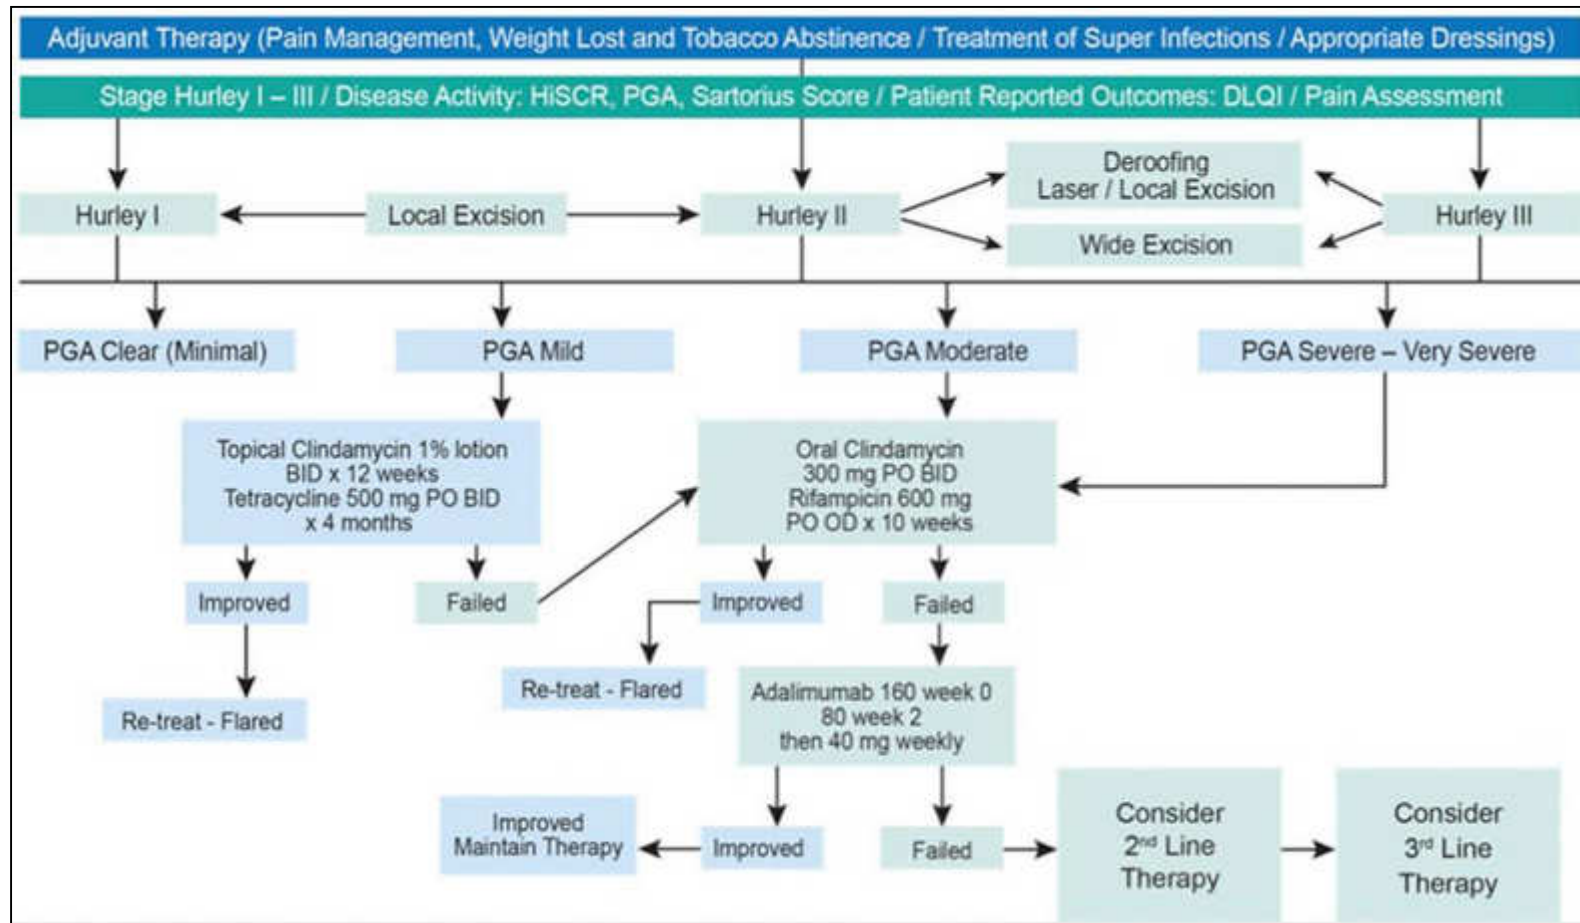 Adjuvant Therapy (Pain Management, Weight Lost and Tobacco Abstinence / Treatment of Super Infections / Appropriate Dressings)
Stage Hurley I – III / Disease Activity: HiSCR, PGA, Sartorius Score / Patient Reported Outcomes: DLQI / Pain Assessment
Deroofing
Laser / Local Excision
Hurley I
Local Excision
Hurley II
Hurley III
Wide Excision
PGA Clear (Minimal)
PGA Mild
PGA Moderate
PGA Severe – Very Severe
Topical Clindamycin 1% lotion
BID x 12 weeks
Tetracycline 500 mg PO BID
x 4 months
Oral Clindamycin
300 mg PO BID
Rifampicin 600 mg
PO OD x 10 weeks
Improved
Failed
Improved
Failed
Re-treat - Flared
Re-treat - Flared
Adalimumab 160 week 0
80 week 2
then 40 mg weekly
Improved
Maintain Therapy
Improved
Failed
Consider
2nd Line
Therapy
Consider
3rd Line
Therapy